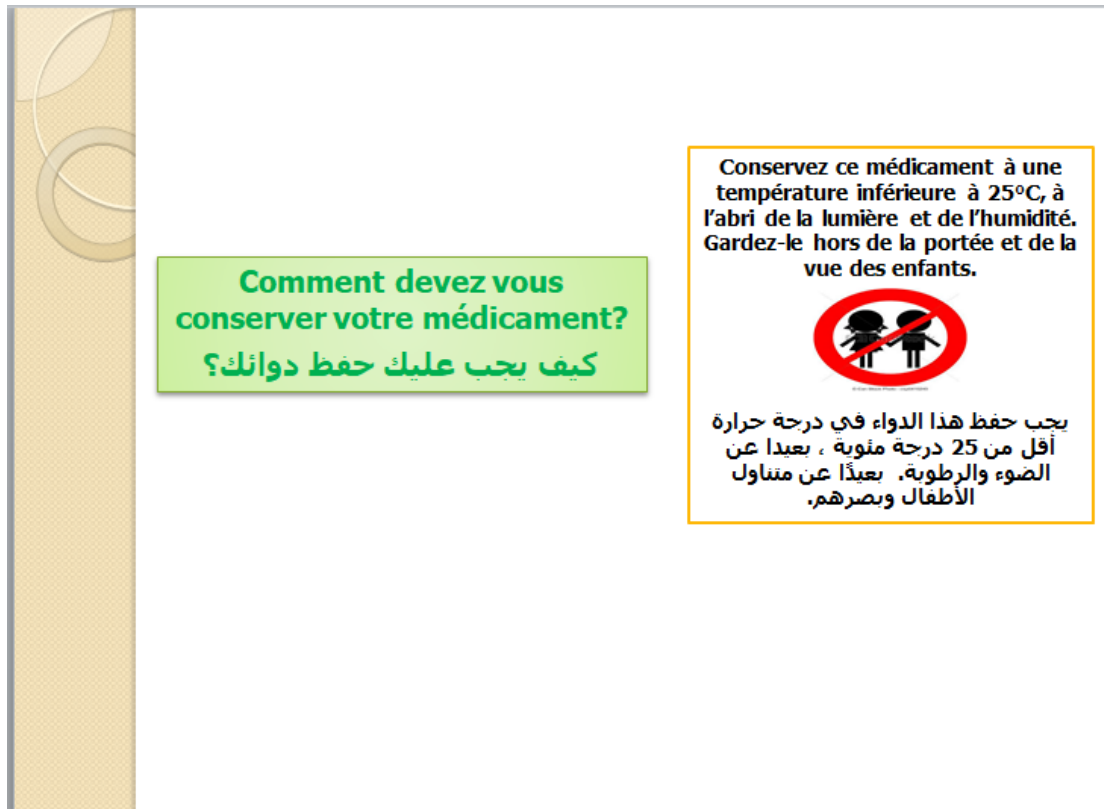 Comment devez vous
conserver votre médicament?
كيف يجب عليك حفظ دوائك؟
Conservez ce médicament à une
température inférieure à 25°C, à
l’abri de la lumière et de l’humidité.
Gardez-le hors de la portée et de la
vue des enfants.
يجب حفظ هذا الدواء في درجة حرارة
أقل من 25 درجة مئوية ، بعيدا عن
الضوء والرطوبة. بعيدًا عن متناول
الأطفال وبصرهم.